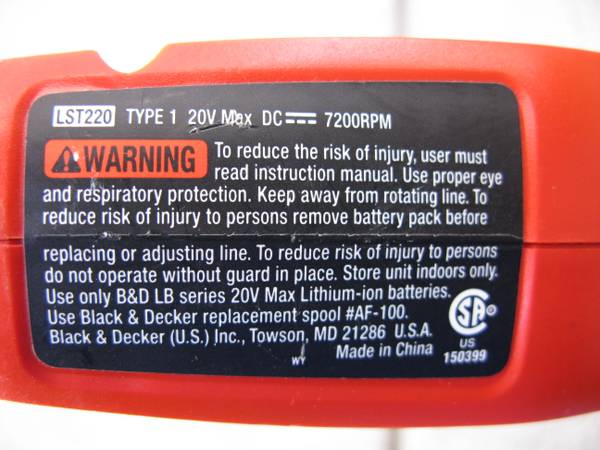 LST220 TYPE 1 20V Max DC 7200RPM
WARNING To reduce the risk of injury, user must
read instruction manual. Use proper eye
and respiratory protection. Keep away from rotating line. To
reduce risk of injury to persons remove battery pack before
replacing or adjusting line. To reduce risk of injury to persons
do not operate without guard in place. Store unit indoors only.
Use only B&D LB series 20V Max Lithium-ion batteries.
Use Black & Decker replacement spool #AF-100.
Black & Decker (U.S.) Inc., Towson, MD 21286 U.S.A.
WY Made in China
SA
US
150399